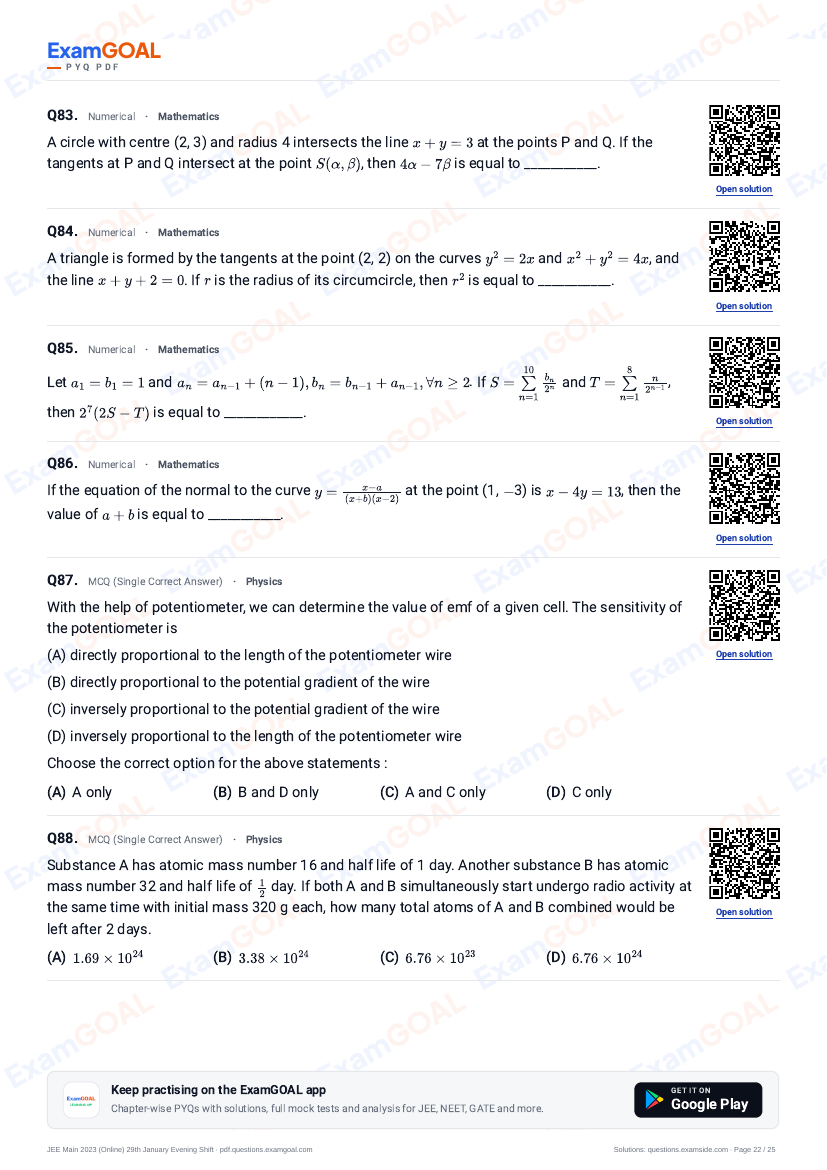 ExamGOAL
PYQ PDF
Q83. Numerical · Mathematics
A circle with centre (2, 3) and radius 4 intersects the line x + y = 3 at the points P and Q. If the
tangents at P and Q intersect at the point S(α, β), then 4α − 7β is equal to ___________.
Open solution
Q84. Numerical · Mathematics
A triangle is formed by the tangents at the point (2, 2) on the curves y² = 2x and x² + y² = 4x, and
the line x + y + 2 = 0. If r is the radius of its circumcircle, then r² is equal to ___________.
Open solution
Q85. Numerical · Mathematics
Let a₁ = b₁ = 1 and aₙ = aₙ₋₁ + (n − 1), bₙ = bₙ₋₁ + aₙ₋₁, ∀n ≥ 2. If S = ∑_{n=1}^{10} bₙ/2ⁿ and T = ∑_{n=1}^{8} n/2ⁿ⁻¹,
then 2⁷(2S − T) is equal to ____________.
Open solution
Q86. Numerical · Mathematics
If the equation of the normal to the curve y = (x−a)/((x+b)(x−2)) at the point (1, −3) is x − 4y = 13, then the
value of a + b is equal to ___________.
Open solution
Q87. MCQ (Single Correct Answer) · Physics
With the help of potentiometer, we can determine the value of emf of a given cell. The sensitivity of
the potentiometer is
(A) directly proportional to the length of the potentiometer wire
(B) directly proportional to the potential gradient of the wire
(C) inversely proportional to the potential gradient of the wire
(D) inversely proportional to the length of the potentiometer wire
Choose the correct option for the above statements :
(A) A only (B) B and D only (C) A and C only (D) C only
Open solution
Q88. MCQ (Single Correct Answer) · Physics
Substance A has atomic mass number 16 and half life of 1 day. Another substance B has atomic
mass number 32 and half life of 1/2 day. If both A and B simultaneously start undergo radio activity at
the same time with initial mass 320 g each, how many total atoms of A and B combined would be
left after 2 days.
(A) 1.69 × 10²⁴ (B) 3.38 × 10²⁴ (C) 6.76 × 10²³ (D) 6.76 × 10²⁴
Open solution
ExamGOAL
Keep practising on the ExamGOAL app
Chapter-wise PYQs with solutions, full mock tests and analysis for JEE, NEET, GATE and more.
GET IT ON
Google Play
JEE Main 2023 (Online) 29th January Evening Shift · pdf.questions.examgoal.com
Solutions: questions.examside.com · Page 22 / 25